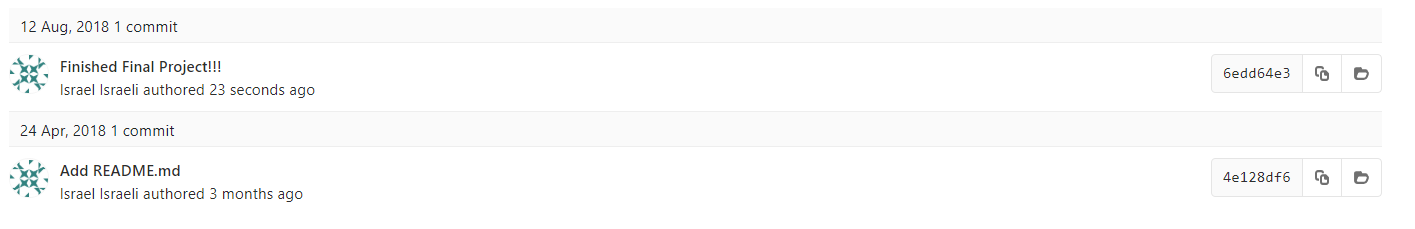 12 Aug, 2018 1 commit
Finished Final Project!!!
6edd64e3
Israel Israeli authored 23 seconds ago
24 Apr, 2018 1 commit
Add README.md
4e128df6
Israel Israeli authored 3 months ago